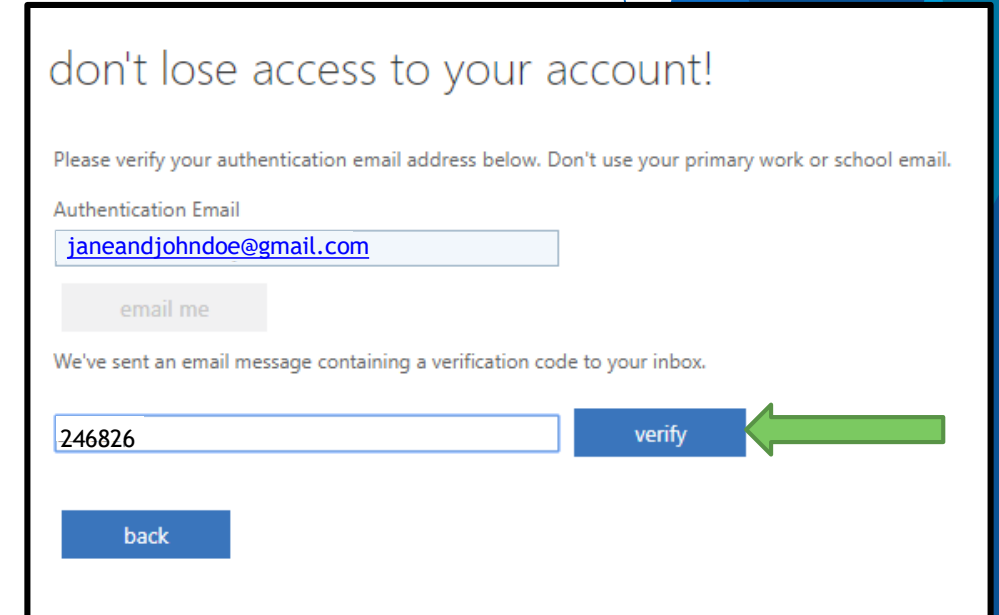 don't lose access to your account!
Please verify your authentication email address below. Don't use your primary work or school email.
Authentication Email
janeandjohndoe@gmail.com
email me
We've sent an email message containing a verification code to your inbox.
246826 verify
back